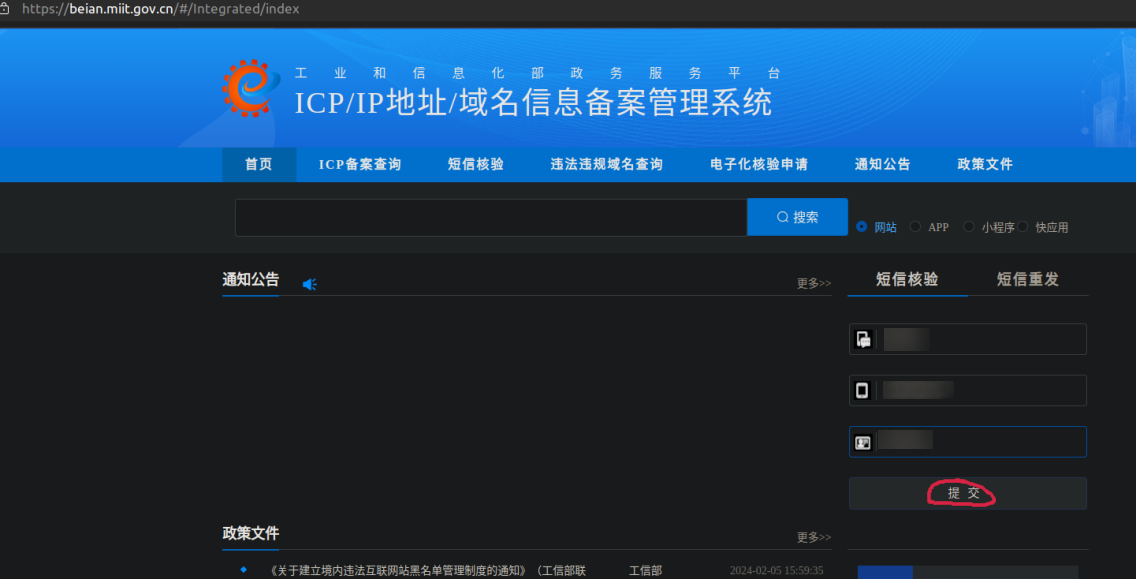 https://beian.miit.gov.cn/#/Integrated/index
工业和信息化部政务服务平台
ICP/IP地址/域名信息备案管理系统
首页 ICP备案查询 短信核验 违法违规域名查询 电子化核验申请 通知公告 政策文件
搜索 网站 APP 小程序 快应用
通知公告 更多>>
短信核验 短信重发
提 交
政策文件 更多>>
《关于建立境内违法互联网站黑名单管理制度的通知》（工信部联 工信部 2024-02-05 15:59:35